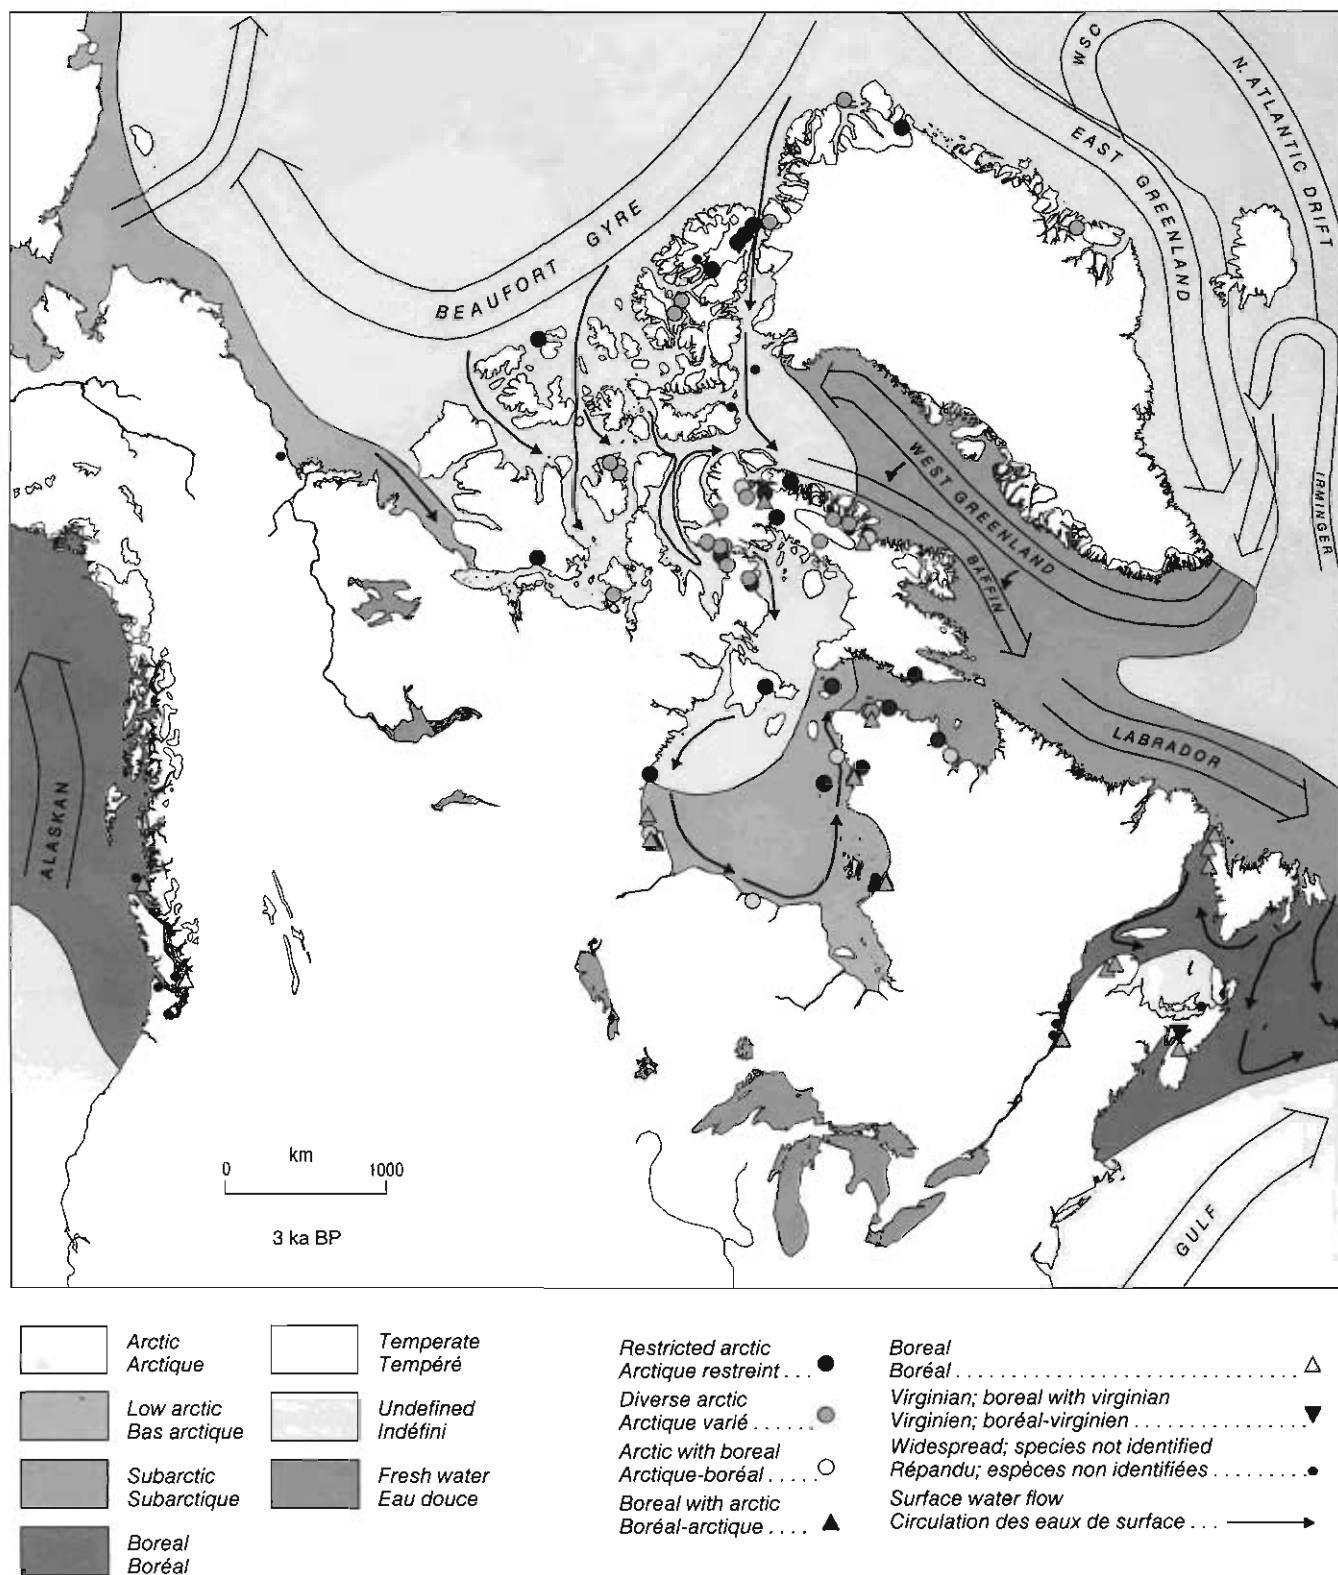 WSC
N. ATLANTIC DRIFT
EAST GREENLAND
BEAUFORT GYRE
WEST GREENLAND
BAFFIN
IRMINGER
LABRADOR
ALASKAN
GULF
km
0 1000
3 ka BP
Arctic
Arctique
Low arctic
Bas arctique
Subarctic
Subarctique
Boreal
Boréal
Temperate
Tempéré
Undefined
Indéfini
Fresh water
Eau douce
Restricted arctic
Arctique restreint ....
Diverse arctic
Arctique varié .......
Arctic with boreal
Arctique-boréal .....
Boreal with arctic
Boréal-arctique ....
Boreal
Boréal ..............................
Virginian; boreal with virginian
Virginien; boréal-virginien ................
Widespread; species not identified
Répandu; espèces non identifiées .......
Surface water flow
Circulation des eaux de surface ...